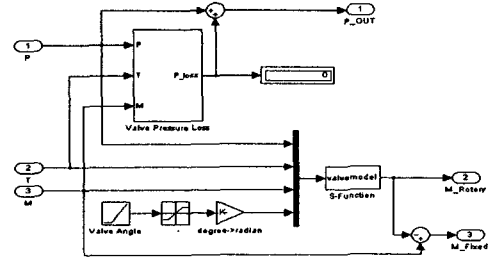 1
P_OUT
1
P
P
T
M
P_loss
0
Valve Pressure Loss
2
T
3
M
valvemodel
S-Function
2
M_Rotary
Valve Angle
K-
degree->radian
3
M_Fixed